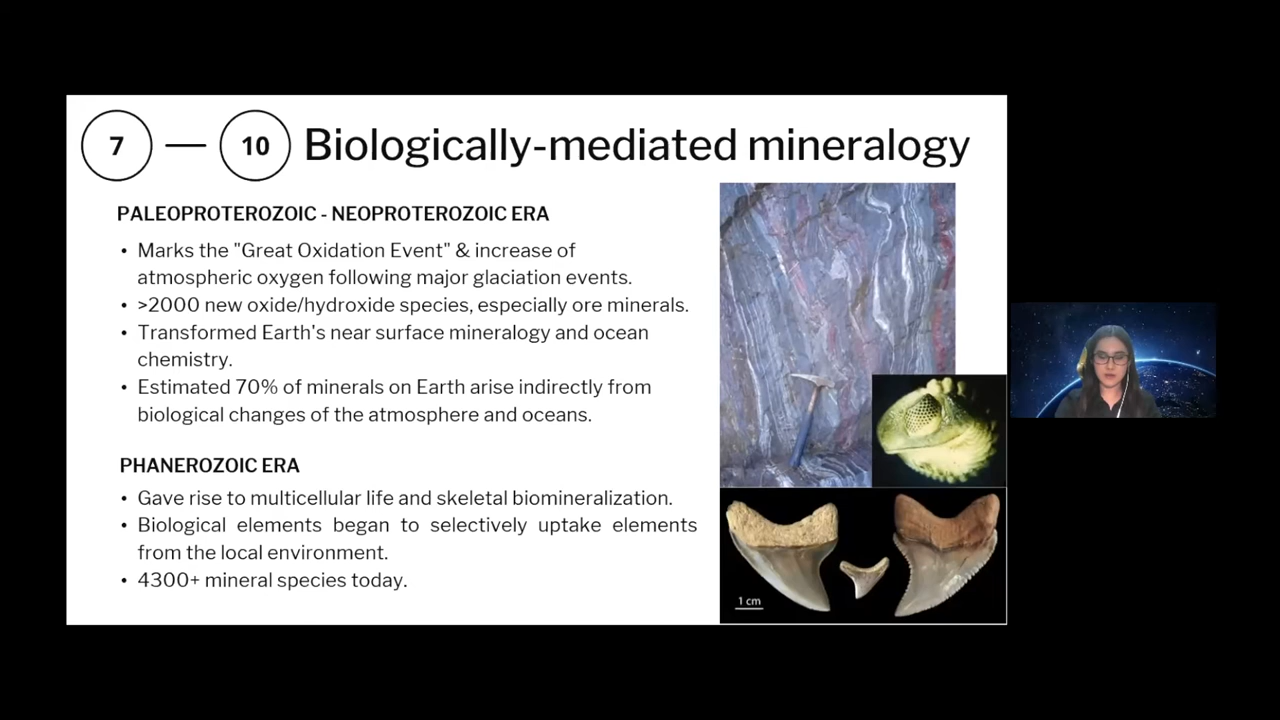 7 — 10 Biologically-mediated mineralogy
PALEOPROTEROZOIC - NEOPROTEROZOIC ERA
• Marks the "Great Oxidation Event" & increase of
atmospheric oxygen following major glaciation events.
• >2000 new oxide/hydroxide species, especially ore minerals.
• Transformed Earth's near surface mineralogy and ocean
chemistry.
• Estimated 70% of minerals on Earth arise indirectly from
biological changes of the atmosphere and oceans.
PHANEROZOIC ERA
• Gave rise to multicellular life and skeletal biomineralization.
• Biological elements began to selectively uptake elements
from the local environment.
• 4300+ mineral species today.
1 cm